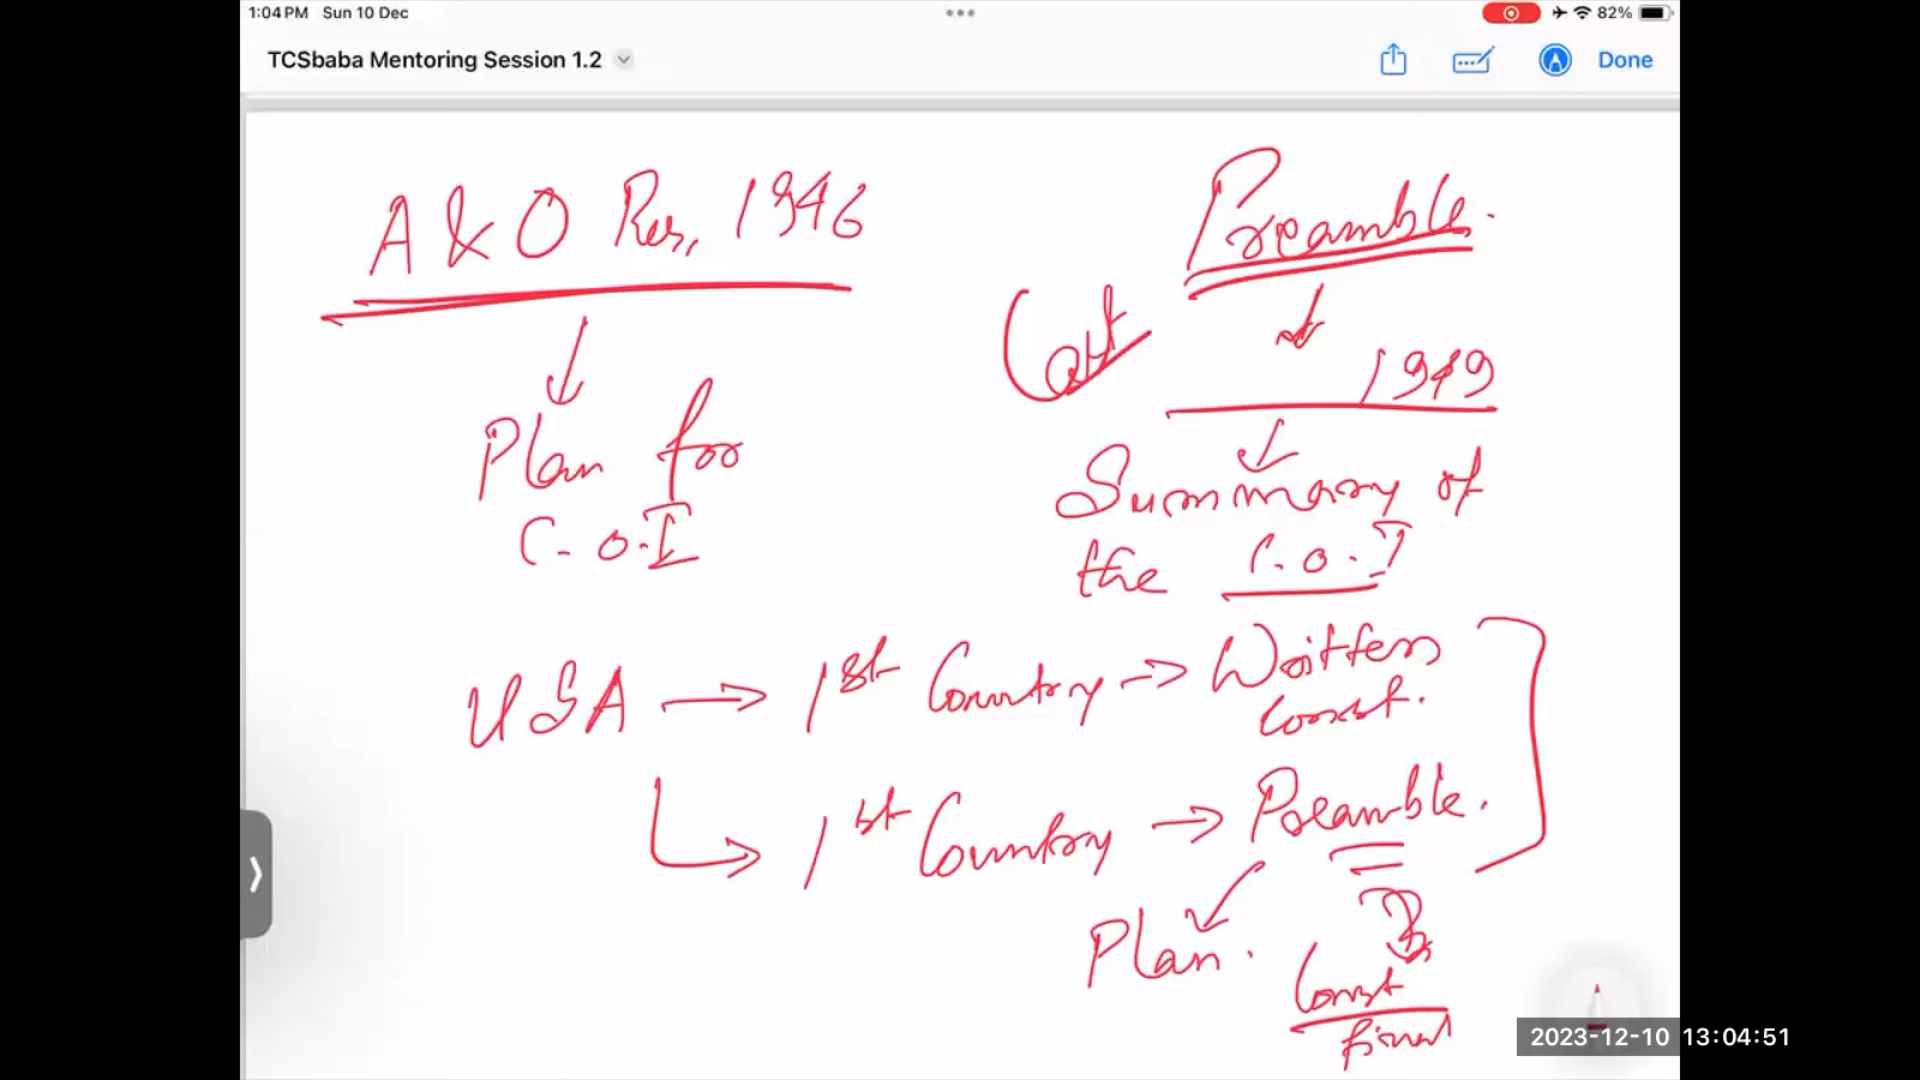 1:04 PM Sun 10 Dec
82%
TCSbaba Mentoring Session 1.2
Done
A & O Res, 1946
Preamble.
1949
Plan for
C.O.I
Summary of
the C.O.I
USA → 1st Country → Written
Const.
1st Country → Preamble.
Plan.
Const
final
2023-12-10 13:04:51